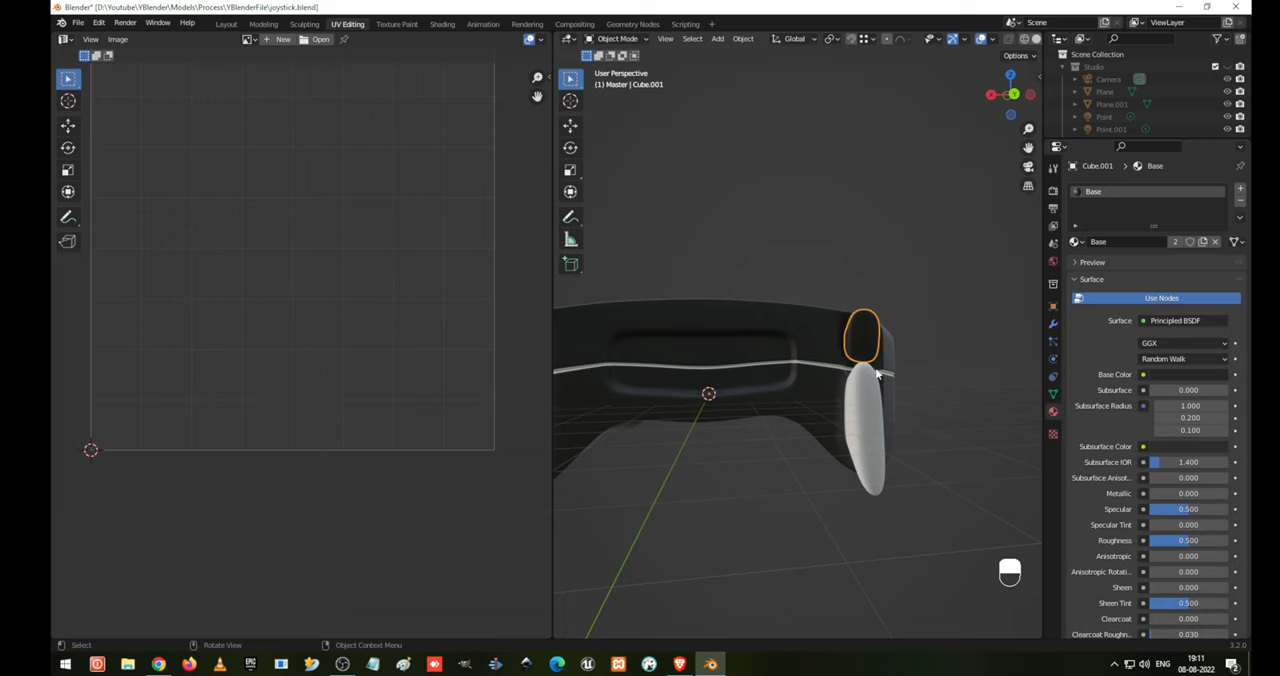 Blender* [D:\Youtube\YBlender\Models\Process\YBlenderFile\joystick.blend]
File Edit Render Window Help Layout Modeling Sculpting UV Editing Texture Paint Shading Animation Rendering Compositing Geometry Nodes Scripting Scene ViewLayer
View Image New Open Object Mode View Select Add Object Global
Options
User Perspective
(1) Master | Cube.001
X
Y
Z
Scene Collection
Studio
Camera
Plane
Plane.001
Point
Point.001
Cube.001 > Base
Base
Base 2
Preview
Surface
Use Nodes
Surface Principled BSDF
GGX
Random Walk
Base Color
Subsurface 0.000
Subsurface Radius 1.000
0.200
0.100
Subsurface Color
Subsurface IOR 1.400
Subsurface Anisot... 0.000
Metallic 0.000
Specular 0.500
Specular Tint 0.000
Roughness 0.500
Anisotropic 0.000
Anisotropic Rotati... 0.000
Sheen 0.000
Sheen Tint 0.500
Clearcoat 0.000
Clearcoat Roughn... 0.030
Select Rotate View Object Context Menu 3.2.0
ENG 19:11
08-08-2022